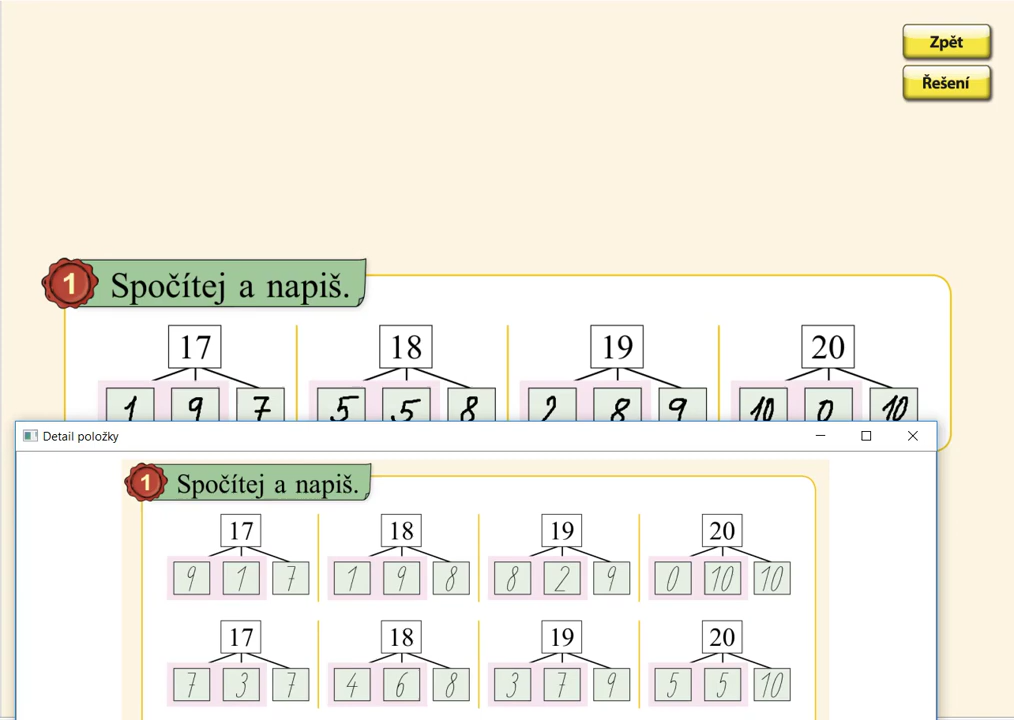 Zpět
Řešení
1 Spočítej a napiš.
17 18 19 20
1 9 7 5 5 8 2 8 9 10 0 10
Detail položky
1 Spočítej a napiš.
17 18 19 20
9 1 7 1 9 8 8 2 9 0 10 10
17 18 19 20
7 3 7 4 6 8 3 7 9 5 5 10